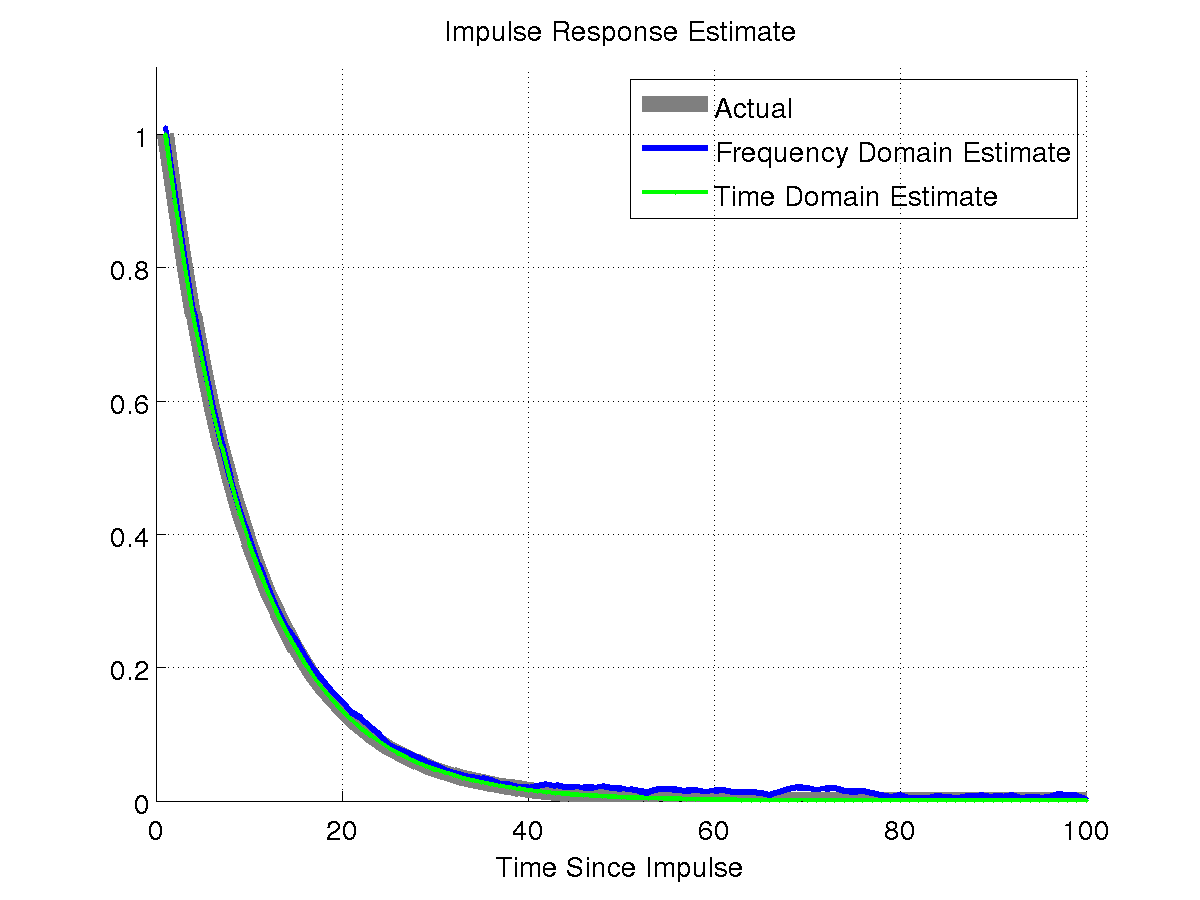 Impulse Response Estimate
Actual
Frequency Domain Estimate
Time Domain Estimate
1
0.8
0.6
0.4
0.2
0
0 20 40 60 80 100
Time Since Impulse